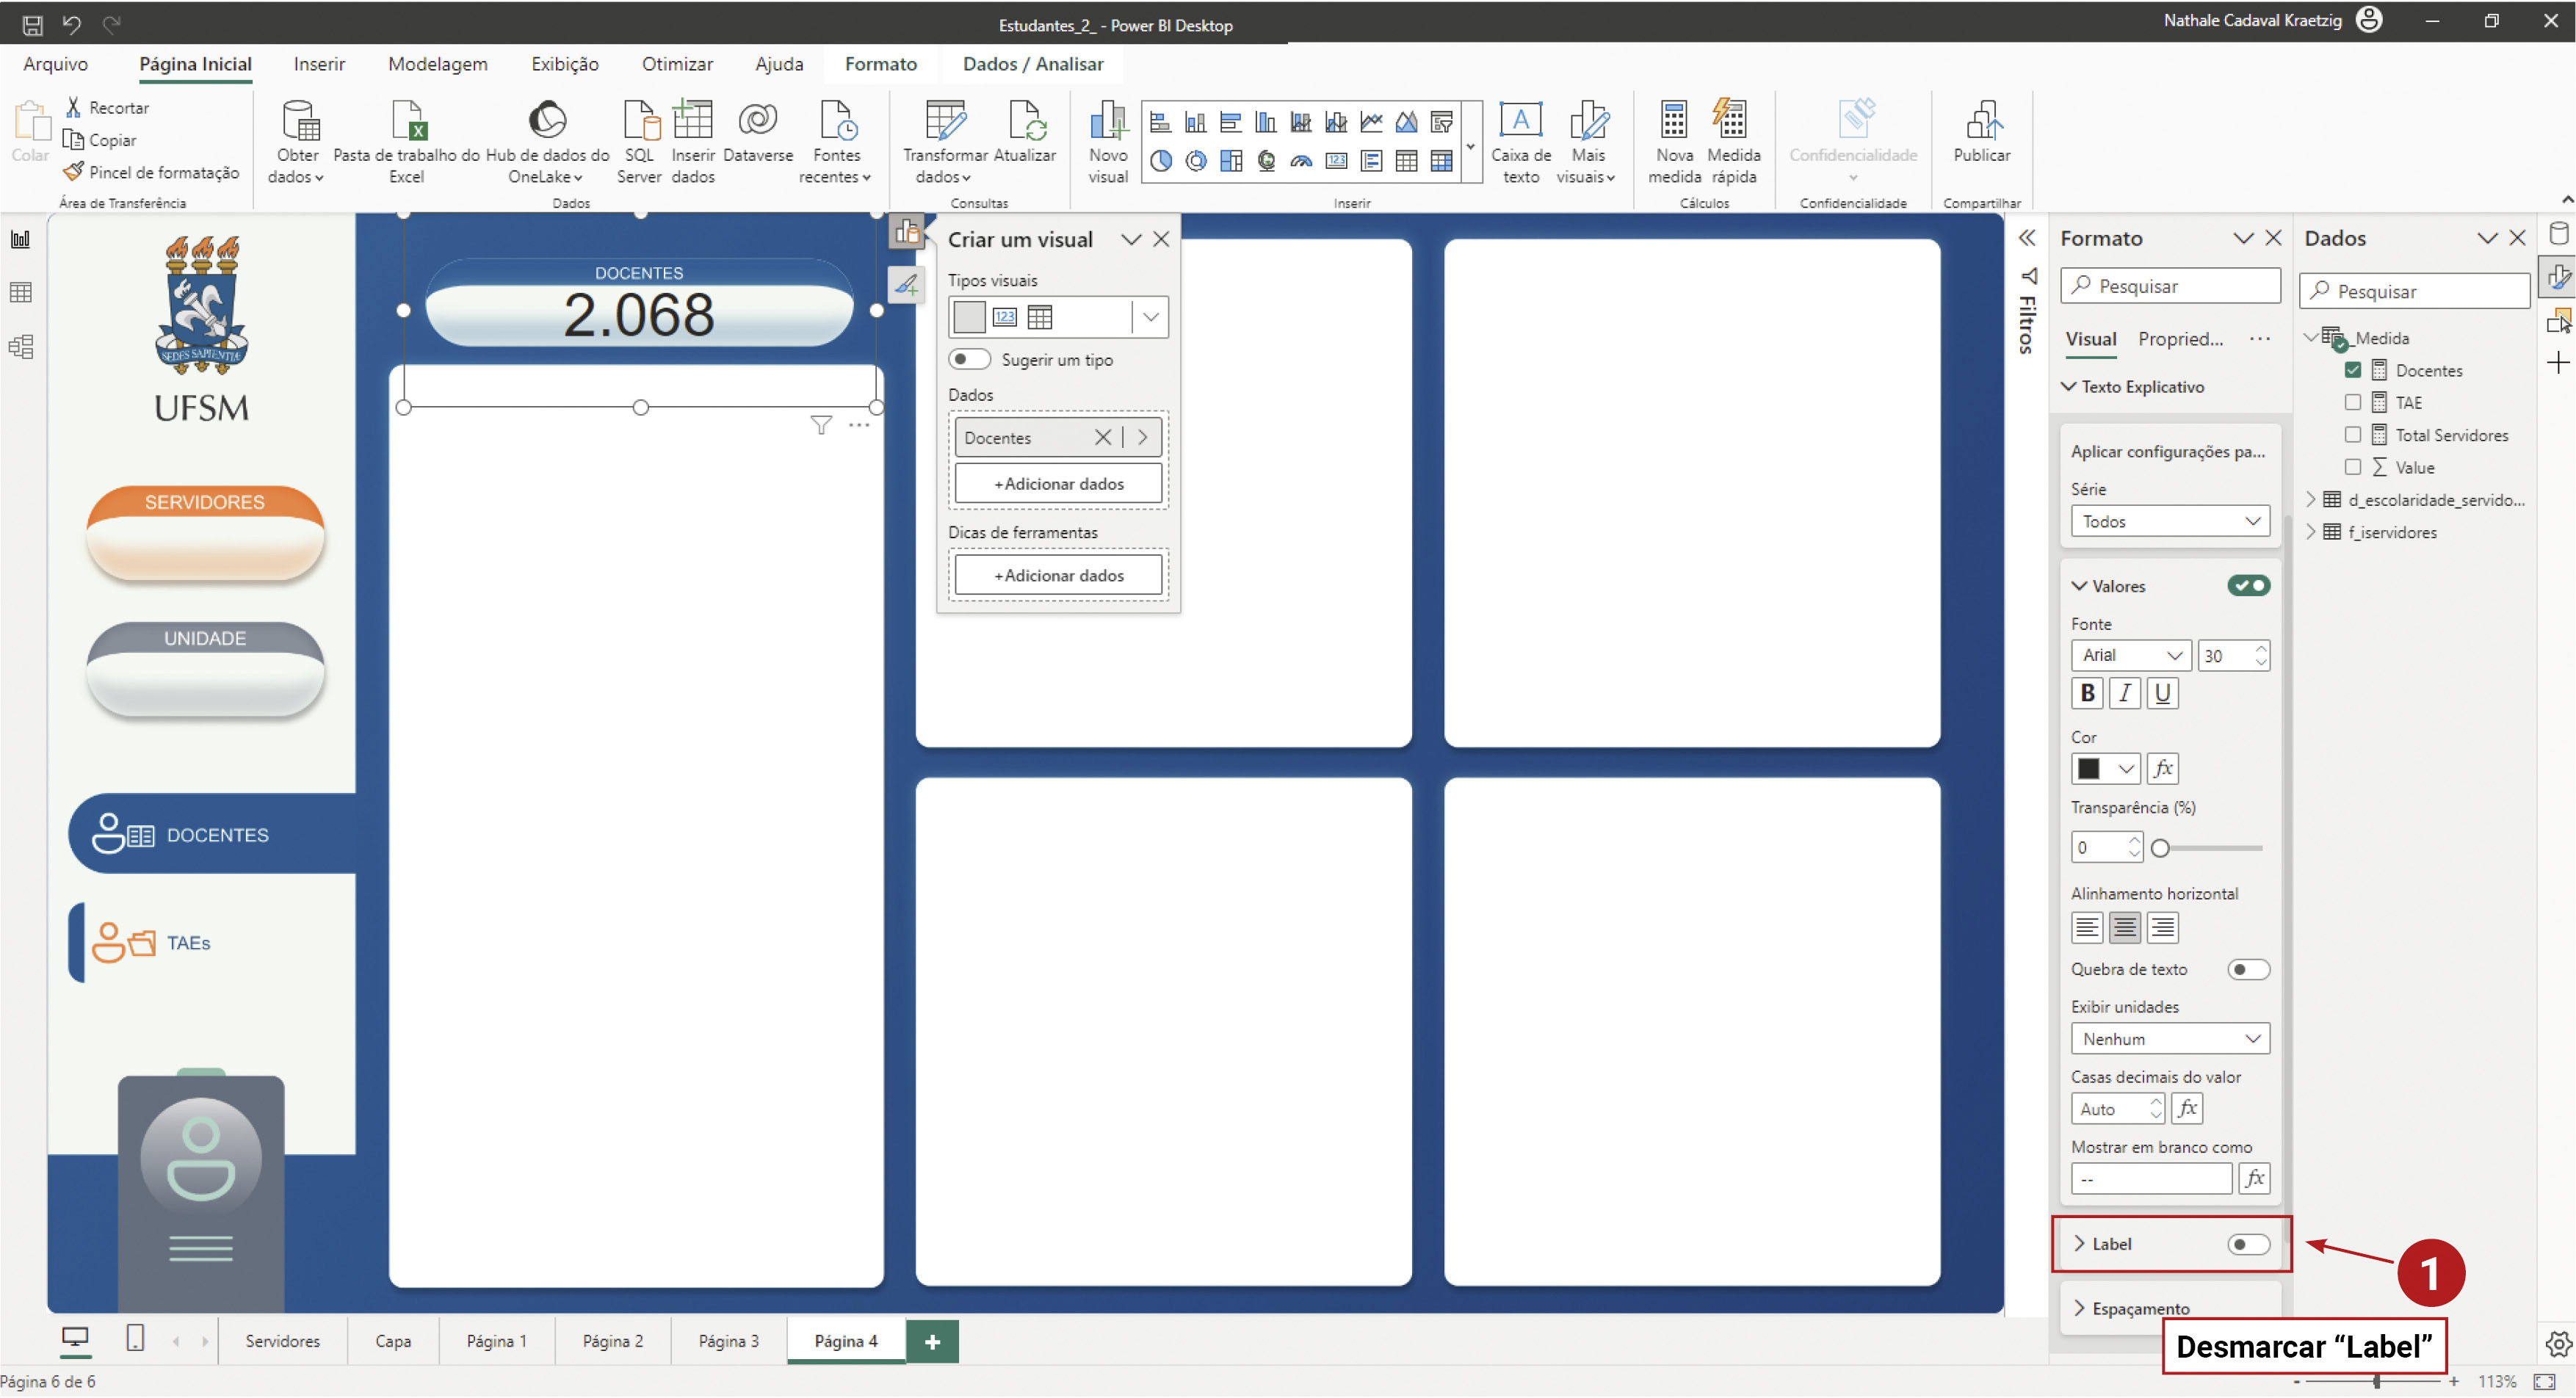 Estudantes_2_ - Power BI Desktop
Nathale Cadaval Kraetzig
Arquivo
Página Inicial
Inserir
Modelagem
Exibição
Otimizar
Ajuda
Formato
Dados / Analisar
Colar
Recortar
Copiar
Pincel de formatação
Área de Transferência
Obter dados
Pasta de trabalho do Excel
Hub de dados do OneLake
SQL Server
Inserir dados
Dataverse
Fontes recentes
Dados
Transformar dados
Atualizar
Consultas
Novo visual
Caixa de texto
Mais visuais
Inserir
Nova medida
Medida rápida
Cálculos
Confidencialidade
Confidencialidade
Publicar
Compartilhar
SEDES SAPIENTIÆ
UFSM
SERVIDORES
UNIDADE
DOCENTES
TAEs
DOCENTES
2.068
Criar um visual
Tipos visuais
123
Sugerir um tipo
Dados
Docentes
+Adicionar dados
Dicas de ferramentas
+Adicionar dados
Filtros
Formato
Pesquisar
Visual
Propried...
Texto Explicativo
Aplicar configurações pa...
Série
Todos
Valores
Fonte
Arial
30
B I U
Cor
fx
Transparência (%)
0
Alinhamento horizontal
Quebra de texto
Exibir unidades
Nenhum
Casas decimais do valor
Auto
fx
Mostrar em branco como
--
fx
Label
Espaçamento
1
Desmarcar “Label”
Dados
Pesquisar
_Medida
Docentes
TAE
Total Servidores
Value
d_escolaridade_servido...
f_iservidores
Servidores
Capa
Página 1
Página 2
Página 3
Página 4
+
Página 6 de 6
- + 113%